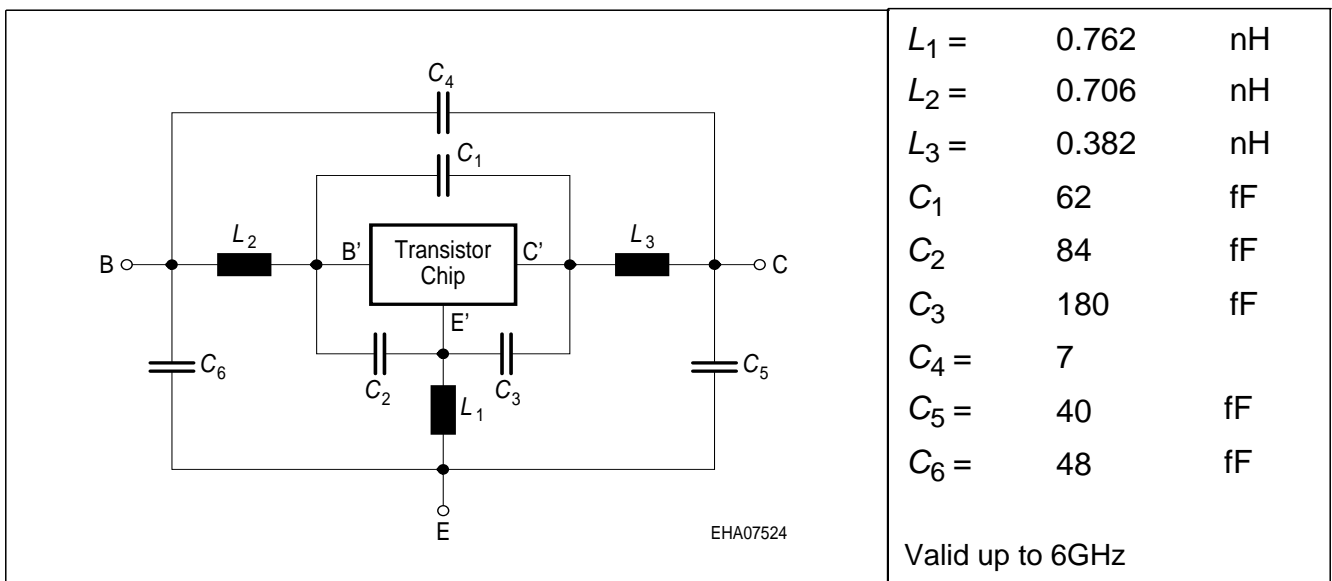 C4
C1
L2
B'
Transistor
Chip
C'
L3
B
C
E'
C6
C2
C3
C5
L1
E
EHA07524
L1 = 0.762 nH
L2 = 0.706 nH
L3 = 0.382 nH
C1 62 fF
C2 84 fF
C3 180 fF
C4 = 7
C5 = 40 fF
C6 = 48 fF
Valid up to 6GHz